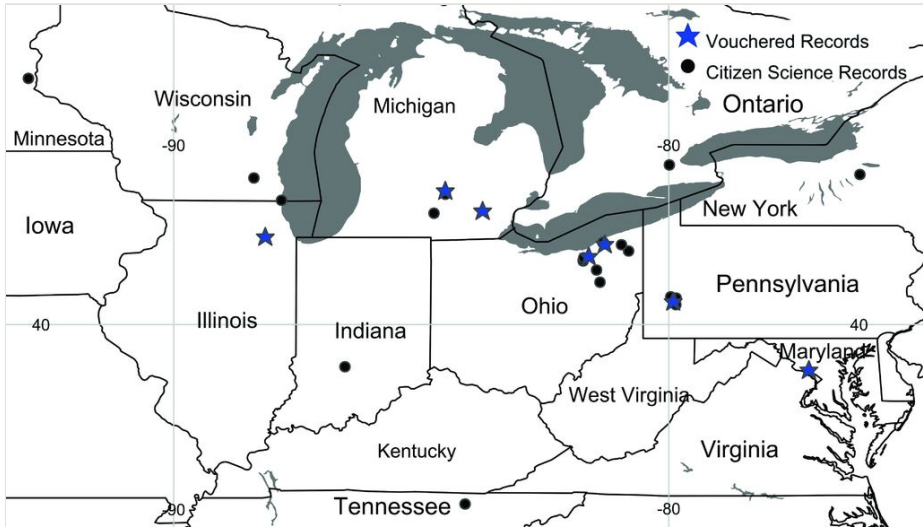 Vouchered Records
Citizen Science Records
Wisconsin
Michigan
Ontario
Minnesota
-90
-80
Iowa
New York
Pennsylvania
Ohio
Illinois
Indiana
40
40
Maryland
West Virginia
Kentucky
Virginia
Tennessee
-90
-80